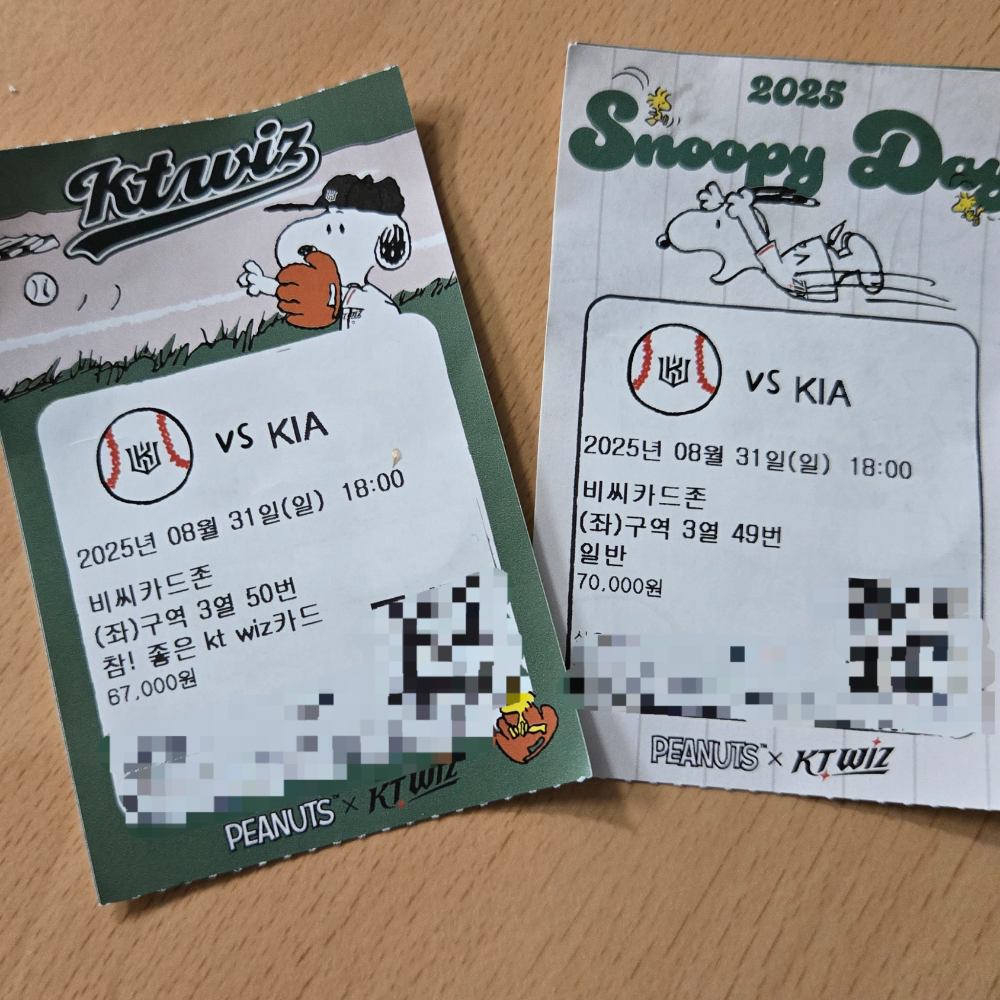 Ktwiz
vs KIA
2025년 08월 31일(일) 18:00
비씨카드존
(좌)구역 3열 50번
참! 좋은 kt wiz카드
67,000원
PEANUTS™ × KT WIZ
2025
Snoopy Day
vs KIA
2025년 08월 31일(일) 18:00
비씨카드존
(좌)구역 3열 49번
일반
70,000원
PEANUTS™ × KT WIZ